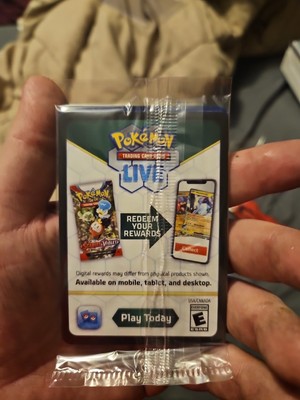 POKÉMON
TRADING CARD GAME
LIVE
POKÉMON
REDEEM
YOUR
REWARDS
Digital rewards may differ from physical products shown.
Available on mobile, tablet, and desktop.
Play Today
E